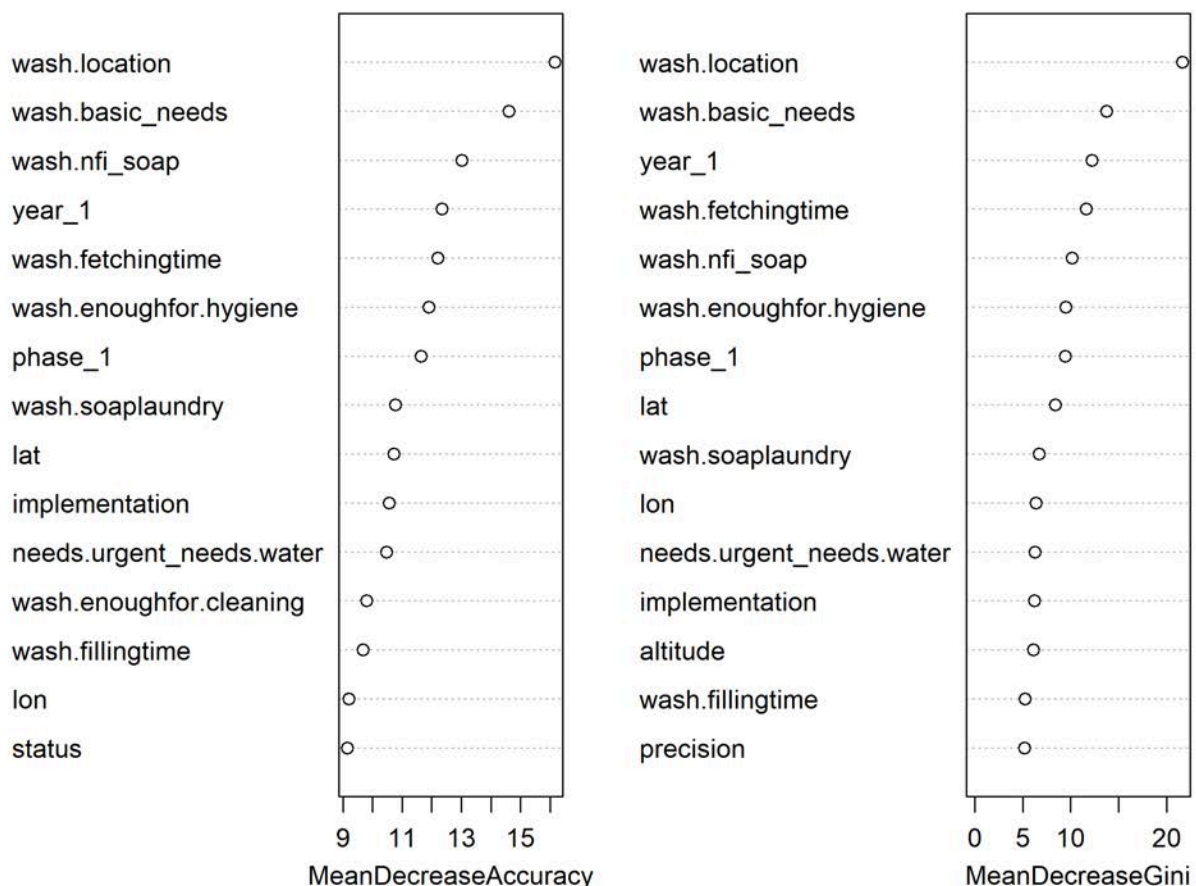 wash.location
wash.basic_needs
wash.nfi_soap
year_1
wash.fetchingtime
wash.enoughfor.hygiene
phase_1
wash.soaplaundry
lat
implementation
needs.urgent_needs.water
wash.enoughfor.cleaning
wash.fillingtime
lon
status
9 11 13 15
MeanDecreaseAccuracy
wash.location
wash.basic_needs
year_1
wash.fetchingtime
wash.nfi_soap
wash.enoughfor.hygiene
phase_1
lat
wash.soaplaundry
lon
needs.urgent_needs.water
implementation
altitude
wash.fillingtime
precision
0 5 10 20
MeanDecreaseGini